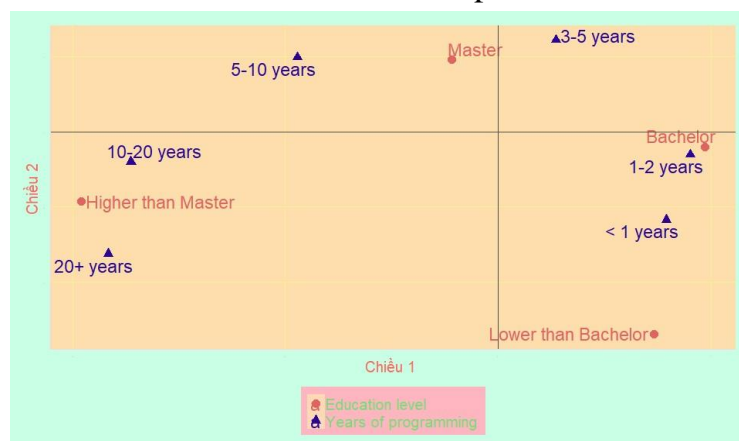 3-5 years
Master
5-10 years
Bachelor
10-20 years
1-2 years
Higher than Master
< 1 years
20+ years
Lower than Bachelor
Chiều 2
Chiều 1
Education level
Years of programming